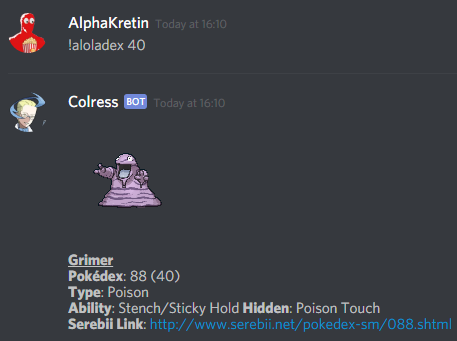 AlphaKretin Today at 16:10
!aloladex 40
Colress BOT Today at 16:10
Grimer
Pokédex: 88 (40)
Type: Poison
Ability: Stench/Sticky Hold Hidden: Poison Touch
Serebii Link: http://www.serebii.net/pokedex-sm/088.shtml